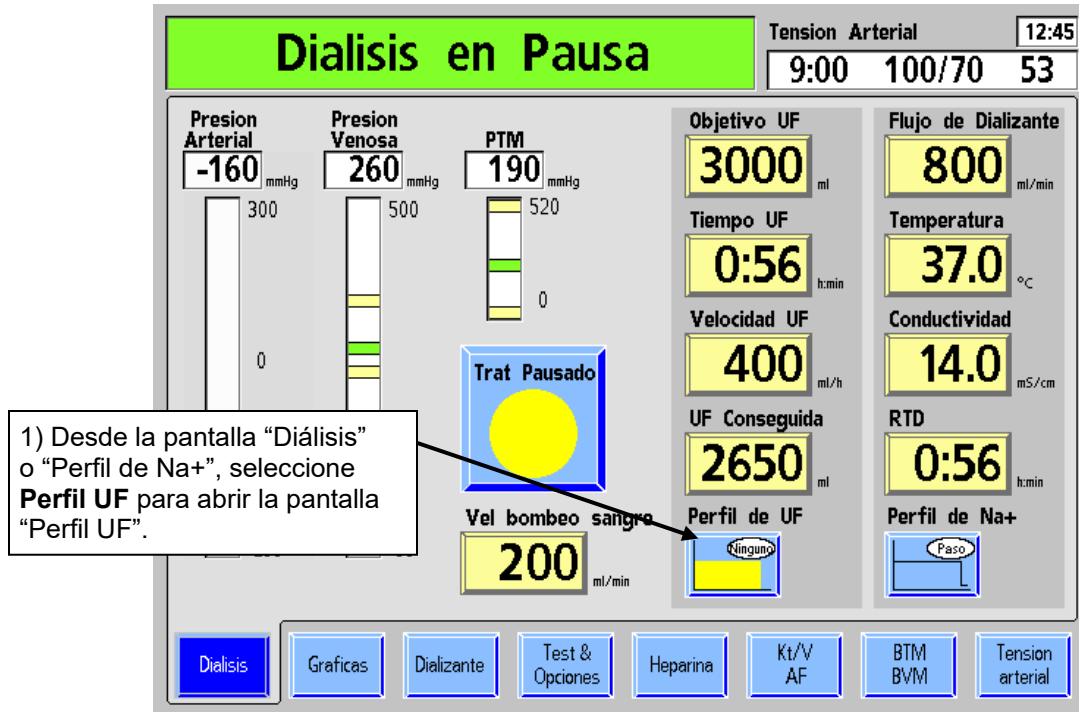 Dialisis en Pausa
Tension Arterial
12:45
9:00 100/70 53
Presion
Arterial
-160 mmHg
300
0
Presion
Venosa
260 mmHg
500
PTM
190 mmHg
520
0
Trat Pausado
Vel bombeo sangre
200 ml/min
Objetivo UF
3000 ml
Tiempo UF
0:56 h:min
Velocidad UF
400 ml/h
UF Conseguida
2650 ml
Perfil de UF
Ninguno
Flujo de Dializante
800 ml/min
Temperatura
37.0 °C
Conductividad
14.0 mS/cm
RTD
0:56 h:min
Perfil de Na+
Paso
1) Desde la pantalla “Diálisis”
o “Perfil de Na+”, seleccione
Perfil UF para abrir la pantalla
“Perfil UF”.
Dialisis
Graficas
Dializante
Test &
Opciones
Heparina
Kt/V
AF
BTM
BVM
Tension
arterial